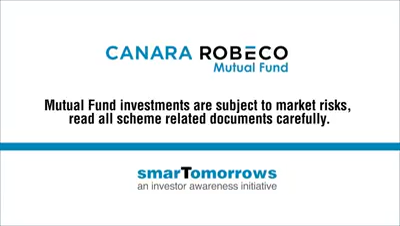 CANARA ROBECO
Mutual Fund
Mutual Fund investments are subject to market risks,
read all scheme related documents carefully.
smarTomorrows
an investor awareness initiative